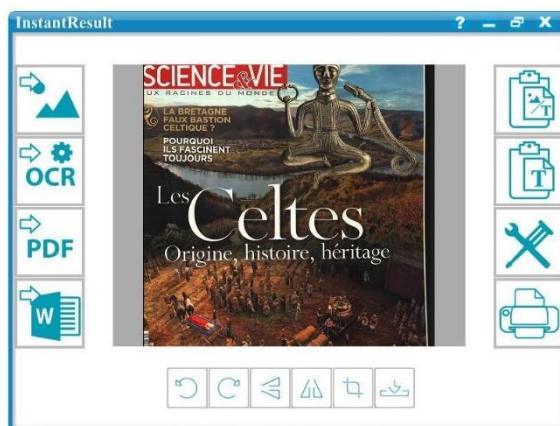 InstantResult
SCIENCE&VIE
UX RACINES DU MONDE
LA BRETAGNE
FAUX BASTION
CELTIQUE ?
POURQUOI
ILS FASCINENT
TOUJOURS
Les Celtes
Origine, histoire, héritage
OCR
PDF
W
T
T